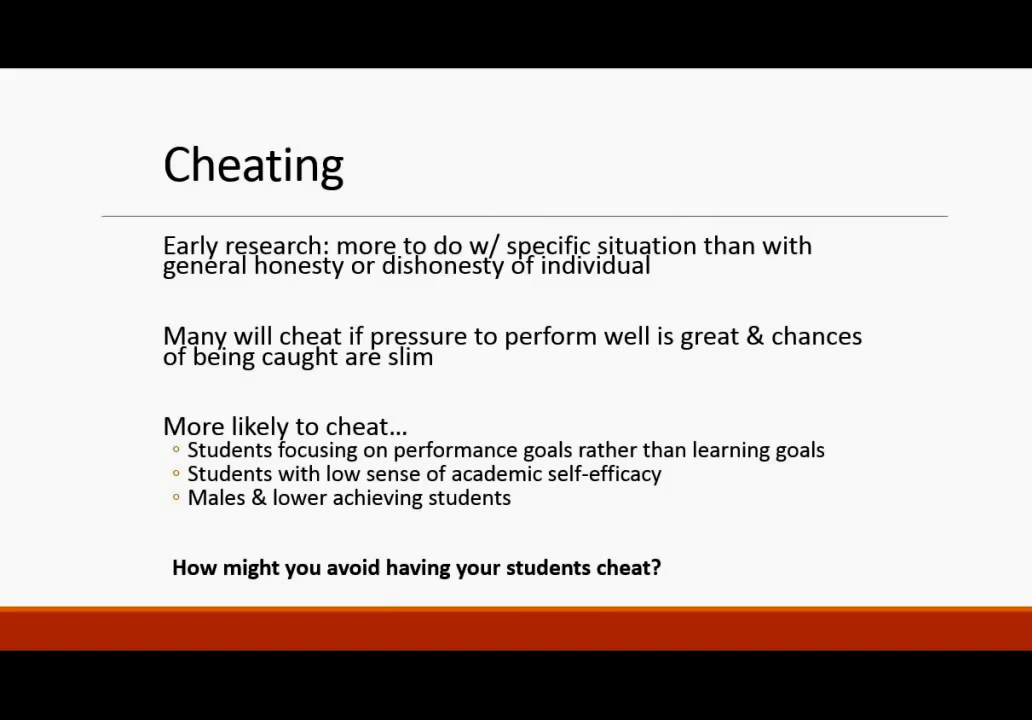 Cheating
Early research: more to do w/ specific situation than with
general honesty or dishonesty of individual
Many will cheat if pressure to perform well is great & chances
of being caught are slim
More likely to cheat…
◦ Students focusing on performance goals rather than learning goals
◦ Students with low sense of academic self-efficacy
◦ Males & lower achieving students
How might you avoid having your students cheat?